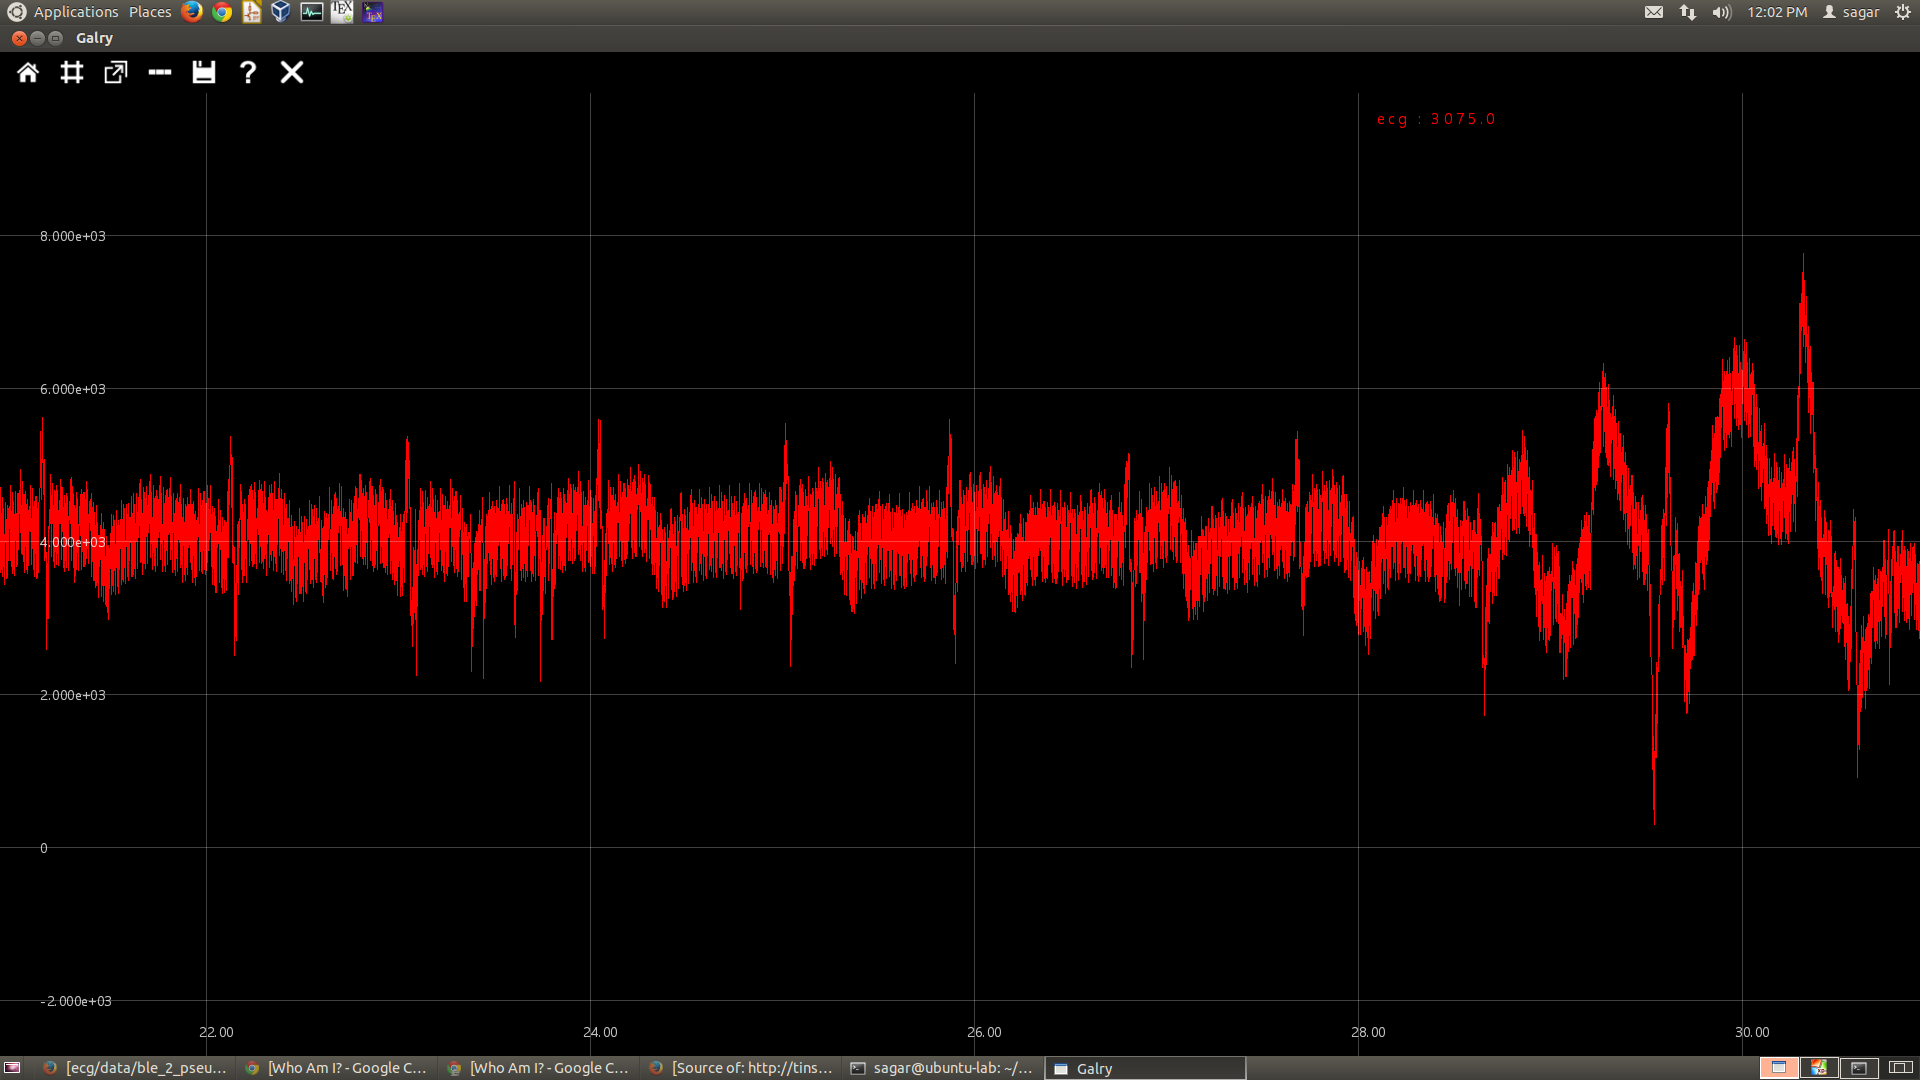 Applications Places
12:02 PM sagar
Galry
ecg : 3075.0
8.000e+03
6.000e+03
4.000e+03
2.000e+03
0
-2.000e+03
22.00 24.00 26.00 28.00 30.00
[ecg/data/ble_2_pseu... [Who Am I? - Google C... [Who Am I? - Google C... [Source of: http://tins... sagar@ubuntu-lab: ~/... Galry